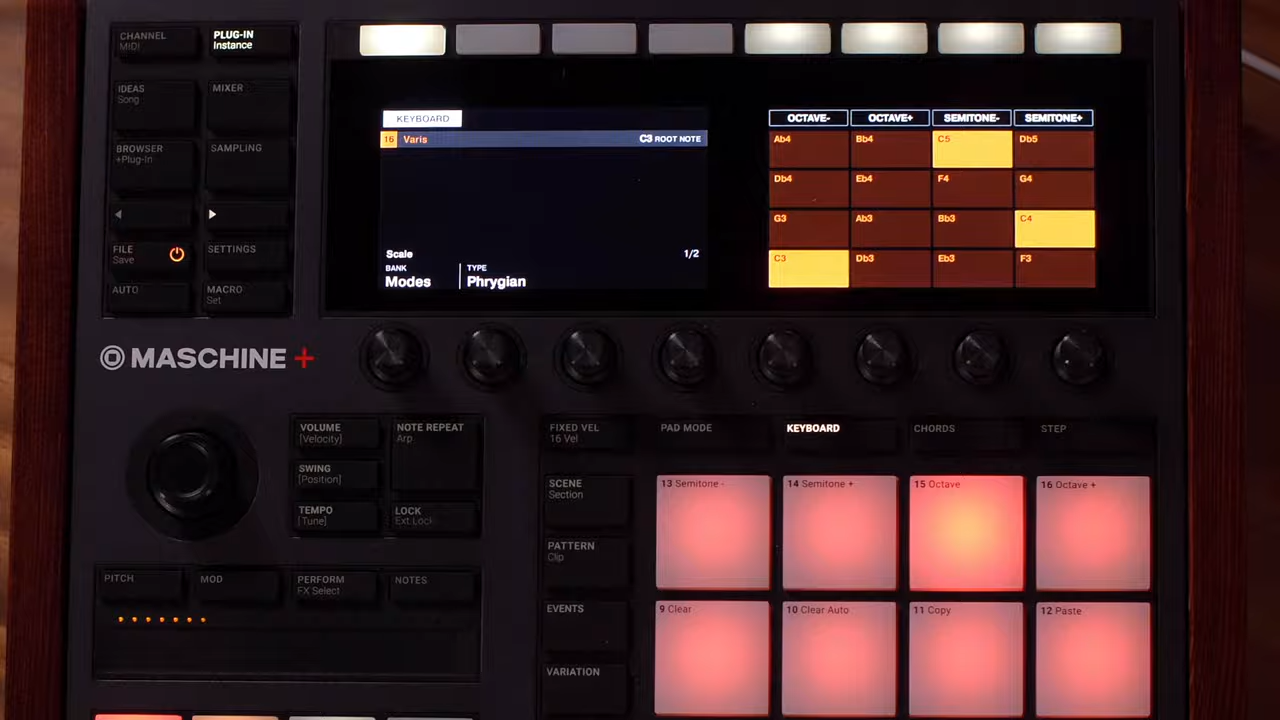 CHANNEL
MIDI
PLUG-IN
Instance
IDEAS
Song
MIXER
BROWSER
+Plug-In
SAMPLING
FILE
Save
SETTINGS
AUTO
MACRO
Set
KEYBOARD
16 Varis C3 ROOT NOTE
Scale 1/2
BANK TYPE
Modes Phrygian
OCTAVE- OCTAVE+ SEMITONE- SEMITONE+
Ab4 Bb4 C5 Db5
Db4 Eb4 F4 G4
G3 Ab3 Bb3 C4
C3 Db3 Eb3 F3
MASCHINE +
VOLUME
[Velocity]
NOTE REPEAT
Arp
SWING
[Position]
TEMPO
[Tune]
LOCK
Ext.Lock
PITCH
MOD
PERFORM
FX Select
NOTES
FIXED VEL
16 Vel
PAD MODE
KEYBOARD
CHORDS
STEP
SCENE
Section
PATTERN
Clip
EVENTS
VARIATION
13 Semitone -
14 Semitone +
15 Octave
16 Octave +
9 Clear
10 Clear Auto
11 Copy
12 Paste